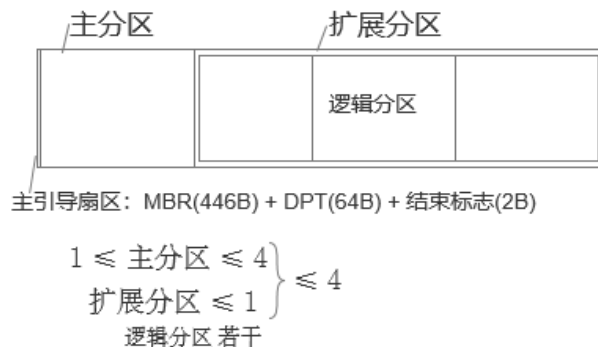 主分区 扩展分区
逻辑分区
主引导扇区：MBR(446B) + DPT(64B) + 结束标志(2B)
1 ≤ 主分区 ≤ 4
扩展分区 ≤ 1
≤ 4
逻辑分区 若干